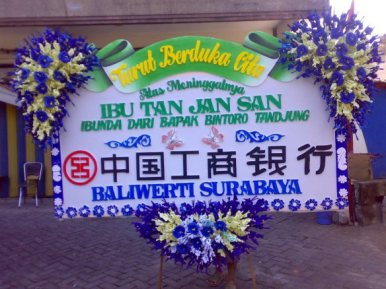 Turut Berduka Cita
Atas Meninggalnya
IBU TAN JAN SAN
IBUNDA DARI BAPAK BINTORO TANDJUNG
中国工商银行
BALIWERTI SURABAYA